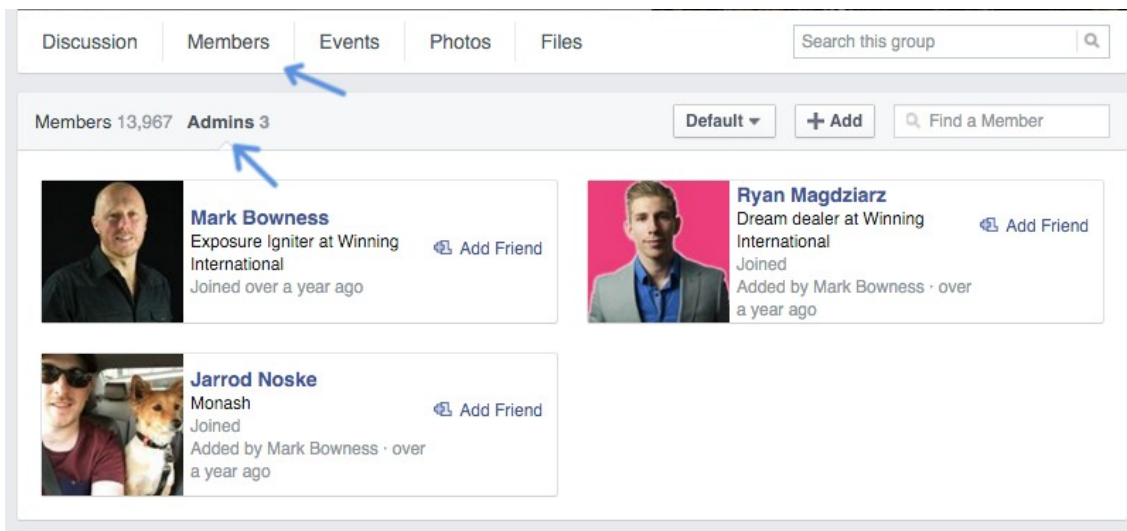 Discussion Members Events Photos Files Search this group
Members 13,967 Admins 3 Default + Add Find a Member
Mark Bowness
Exposure Igniter at Winning
International
Joined over a year ago
Add Friend
Ryan Magdziarz
Dream dealer at Winning
International
Joined
Added by Mark Bowness · over
a year ago
Add Friend
Jarrod Noske
Monash
Joined
Added by Mark Bowness · over
a year ago
Add Friend